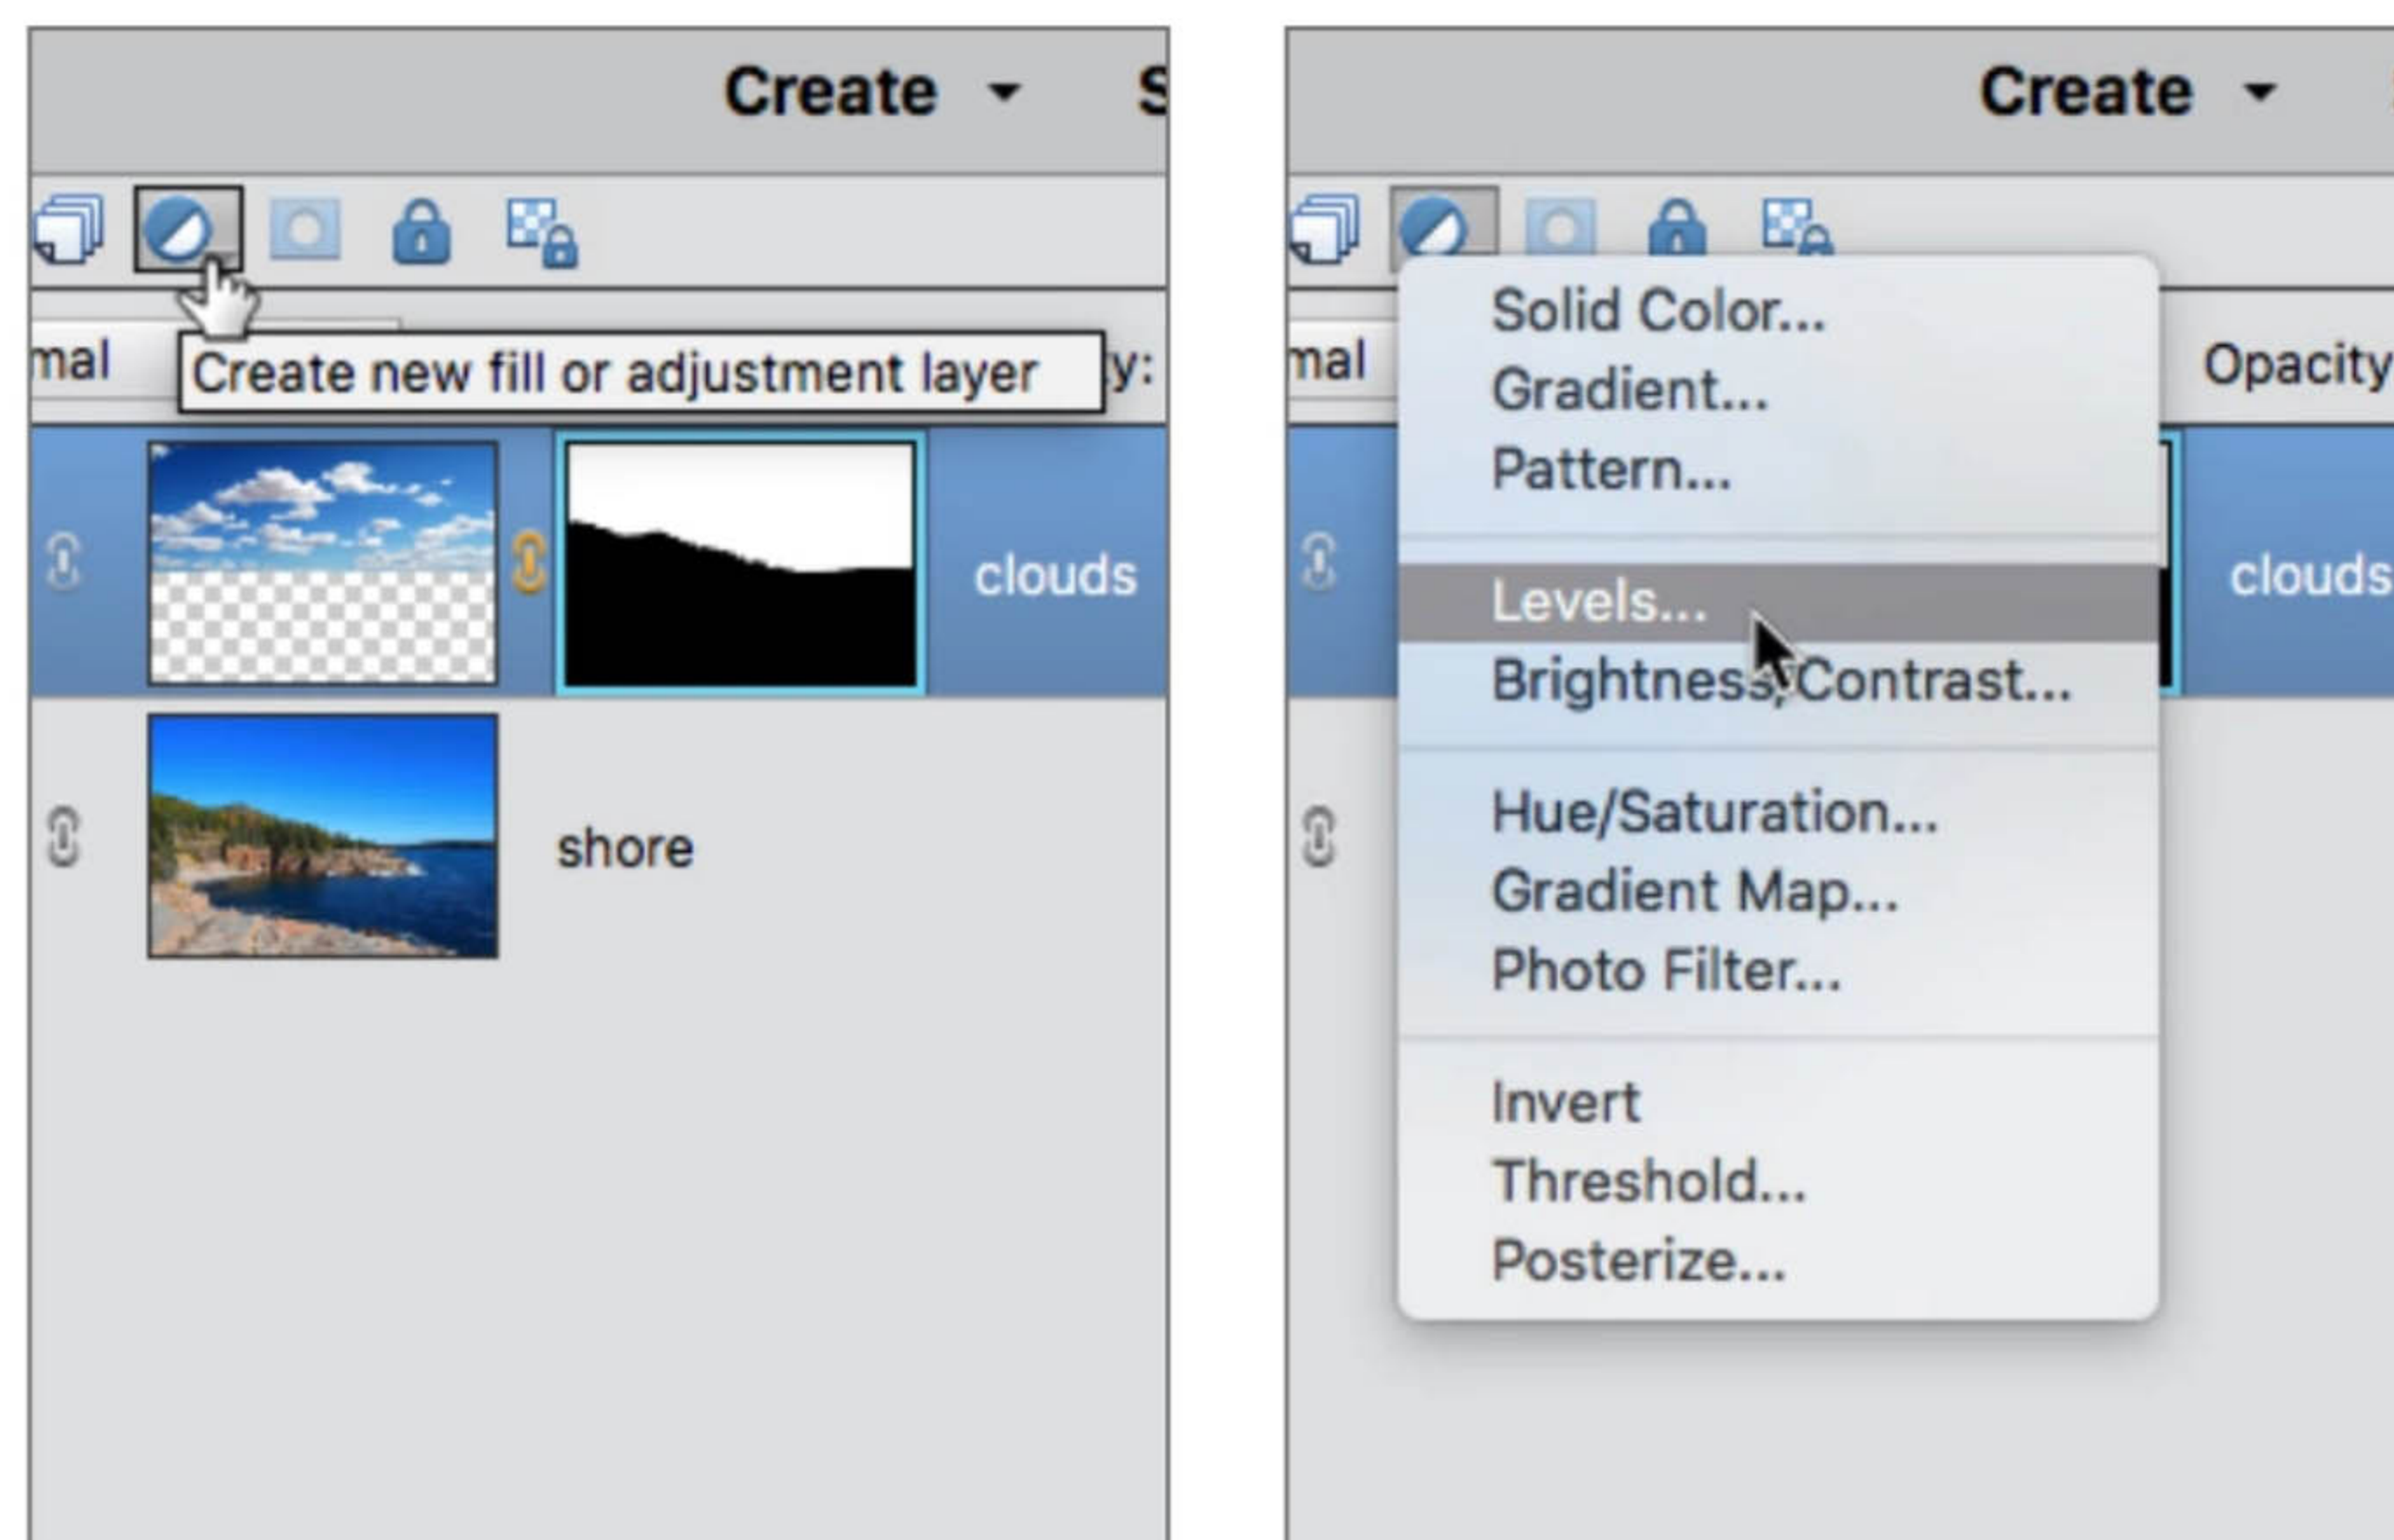 Create
S
Create new fill or adjustment layer
mal
y:
clouds
shore
Create
mal
Opacity
clouds
Solid Color...
Gradient...
Pattern...
Levels...
Brightness/Contrast...
Hue/Saturation...
Gradient Map...
Photo Filter...
Invert
Threshold...
Posterize...